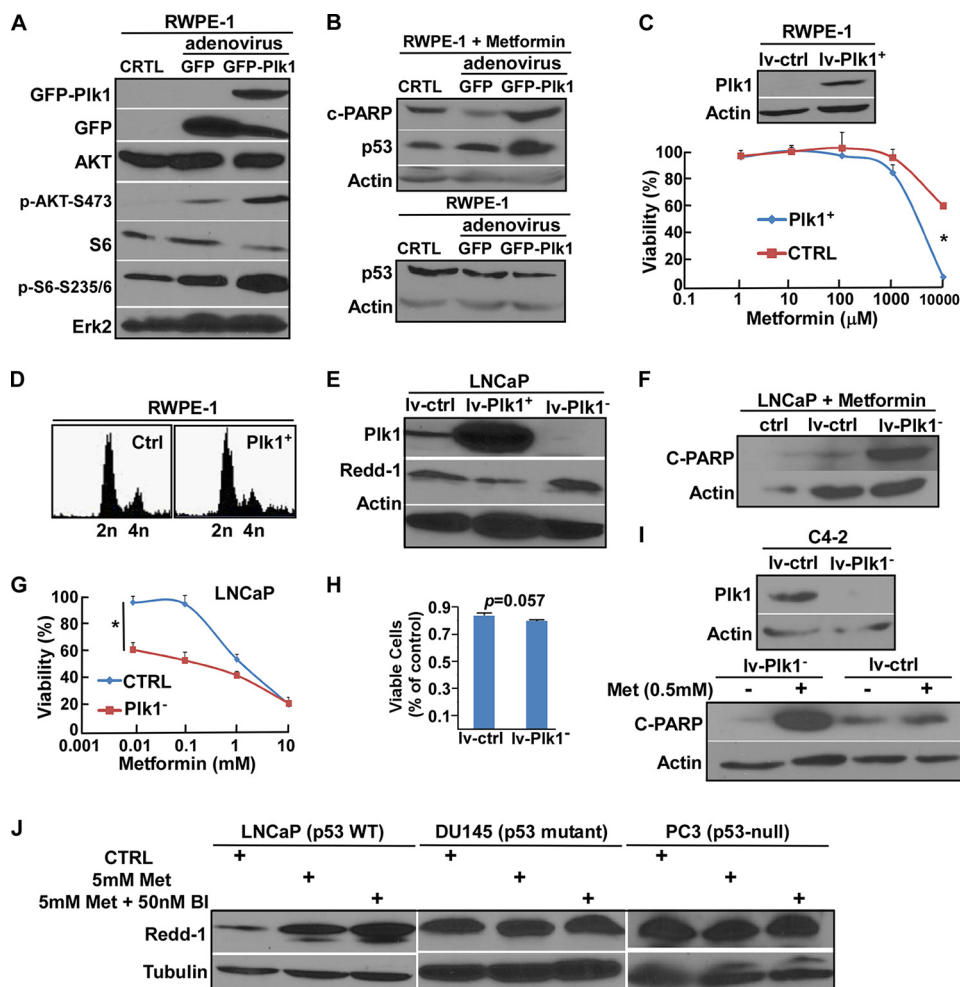 A
RWPE-1
adenovirus
CRTL GFP GFP-Plk1
GFP-Plk1
GFP
AKT
p-AKT-S473
S6
p-S6-S235/6
Erk2
B
RWPE-1 + Metformin
adenovirus
CRTL GFP GFP-Plk1
c-PARP
p53
Actin
RWPE-1
adenovirus
CRTL GFP GFP-Plk1
p53
Actin
C
RWPE-1
lv-ctrl lv-Plk1+
Plk1
Actin
Viability (%)
100
80
60
40
20
0
Plk1+
CTRL
*
0.1 1 10 100 1000 10000
Metformin (µM)
D
RWPE-1
Ctrl Plk1+
2n 4n 2n 4n
E
LNCaP
lv-ctrl lv-Plk1+ lv-Plk1-
Plk1
Redd-1
Actin
F
LNCaP + Metformin
ctrl lv-ctrl lv-Plk1-
C-PARP
Actin
G
LNCaP
Viability (%)
100
80
60
40
20
0
*
CTRL
Plk1-
0.001 0.01 0.1 1 10
Metformin (mM)
H
p=0.057
Viable Cells
(% of control)
0.9
0.7
0.5
0.3
0.1
lv-ctrl lv-Plk1-
I
C4-2
lv-ctrl lv-Plk1-
Plk1
Actin
lv-Plk1- lv-ctrl
Met (0.5mM) - + - +
C-PARP
Actin
J
LNCaP (p53 WT) DU145 (p53 mutant) PC3 (p53-null)
CTRL + + +
5mM Met + + +
5mM Met + 50nM BI + + +
Redd-1
Tubulin